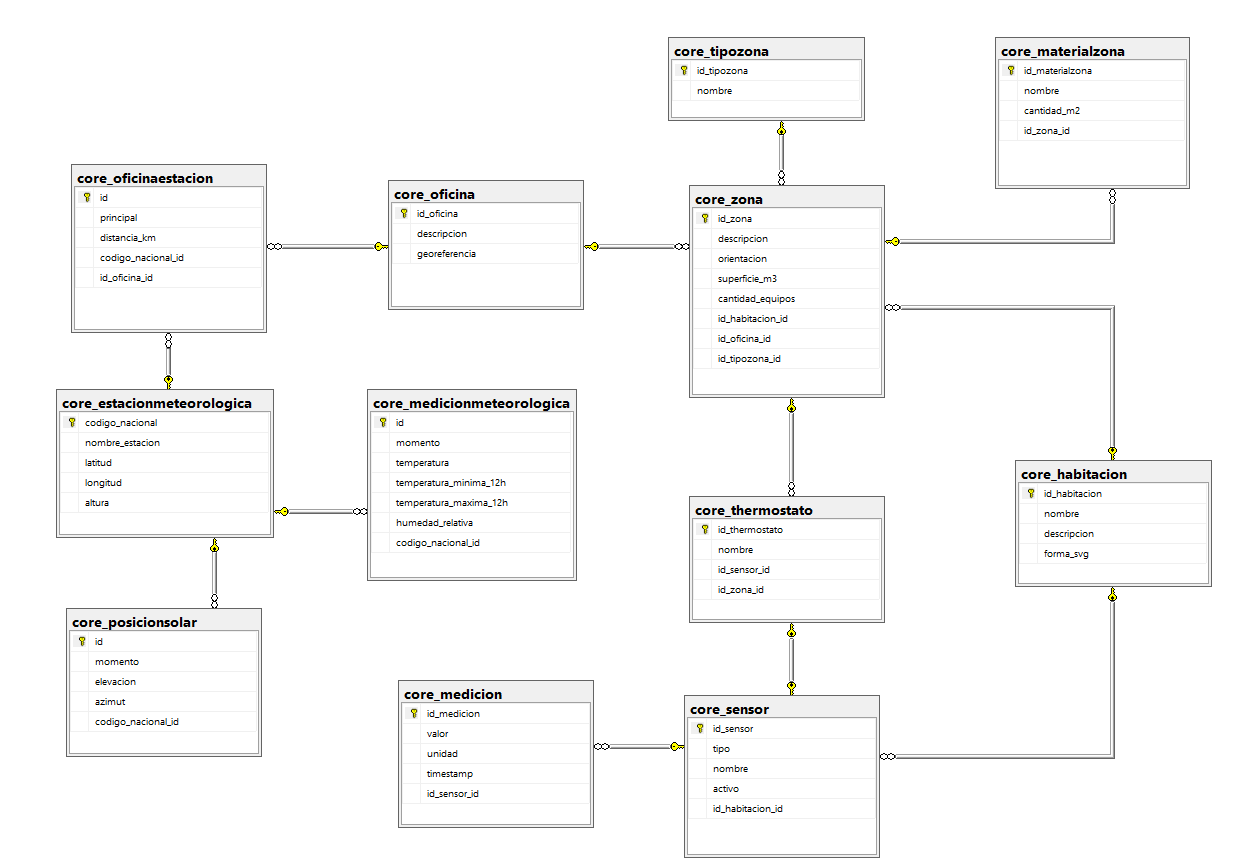 core_tipozona
id_tipozona
nombre
core_materialzona
id_materialzona
nombre
cantidad_m2
id_zona_id
core_oficinaestacion
id
principal
distancia_km
codigo_nacional_id
id_oficina_id
core_oficina
id_oficina
descripcion
georeferencia
core_zona
id_zona
descripcion
orientacion
superficie_m3
cantidad_equipos
id_habitacion_id
id_oficina_id
id_tipozona_id
core_estacionmeteorologica
codigo_nacional
nombre_estacion
latitud
longitud
altura
core_medicionmeteorologica
id
momento
temperatura
temperatura_minima_12h
temperatura_maxima_12h
humedad_relativa
codigo_nacional_id
core_habitacion
id_habitacion
nombre
descripcion
forma_svg
core_thermostato
id_thermostato
nombre
id_sensor_id
id_zona_id
core_posicionsolar
id
momento
elevacion
azimut
codigo_nacional_id
core_medicion
id_medicion
valor
unidad
timestamp
id_sensor_id
core_sensor
id_sensor
tipo
nombre
activo
id_habitacion_id